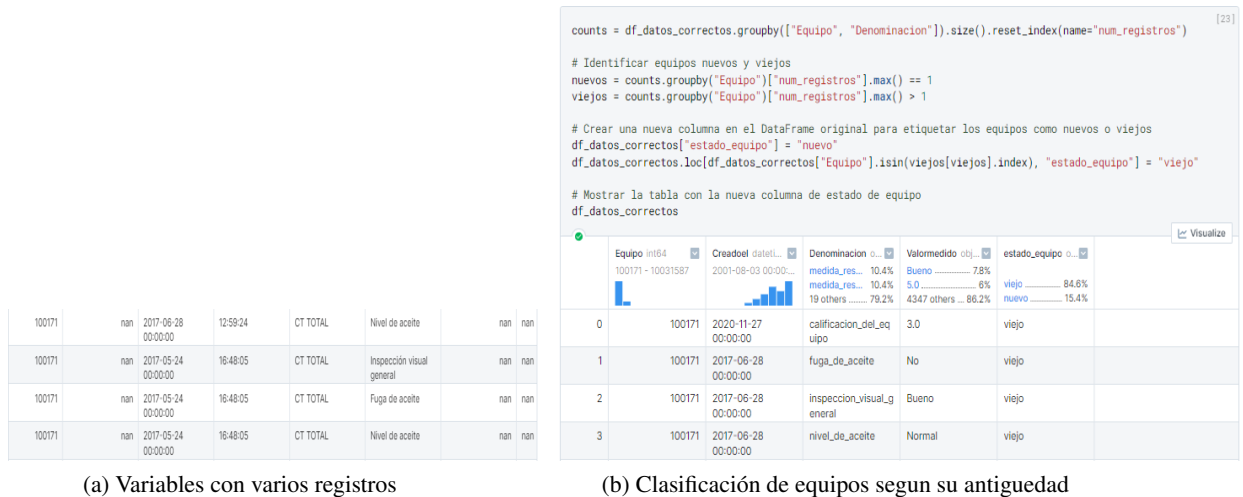 [23]
counts = df_datos_correctos.groupby(["Equipo", "Denominacion"]).size().reset_index(name="num_registros")
# Identificar equipos nuevos y viejos
nuevos = counts.groupby("Equipo")["num_registros"].max() == 1
viejos = counts.groupby("Equipo")["num_registros"].max() > 1
# Crear una nueva columna en el DataFrame original para etiquetar los equipos como nuevos o viejos
df_datos_correctos["estado_equipo"] = "nuevo"
df_datos_correctos.loc[df_datos_correctos["Equipo"].isin(viejos[viejos].index), "estado_equipo"] = "viejo"
# Mostrar la tabla con la nueva columna de estado de equipo
df_datos_correctos
Visualize
Equipo int64 Creadoel dateti... Denominacion o... Valormedido obj... estado_equipo o...
100171 - 10031587 2001-08-03 00:00:... medida_res... 10.4% Bueno 7.8%
medida_res... 10.4% 5.0 6% viejo 84.6%
19 others 79.2% 4347 others 86.2% nuevo 15.4%
0 100171 2020-11-27 calificacion_del_eq 3.0 viejo
00:00:00 uipo
1 100171 2017-06-28 fuga_de_aceite No viejo
00:00:00
2 100171 2017-06-28 inspeccion_visual_g Bueno viejo
00:00:00 eneral
3 100171 2017-06-28 nivel_de_aceite Normal viejo
00:00:00
100171 nan 2017-06-28 12:59:24 CT TOTAL Nivel de aceite nan nan
00:00:00
100171 nan 2017-05-24 16:48:05 CT TOTAL Inspección visual nan nan
00:00:00 general
100171 nan 2017-05-24 16:48:05 CT TOTAL Fuga de aceite nan nan
00:00:00
100171 nan 2017-05-24 16:48:05 CT TOTAL Nivel de aceite nan nan
00:00:00
(a) Variables con varios registros
(b) Clasificación de equipos segun su antiguedad